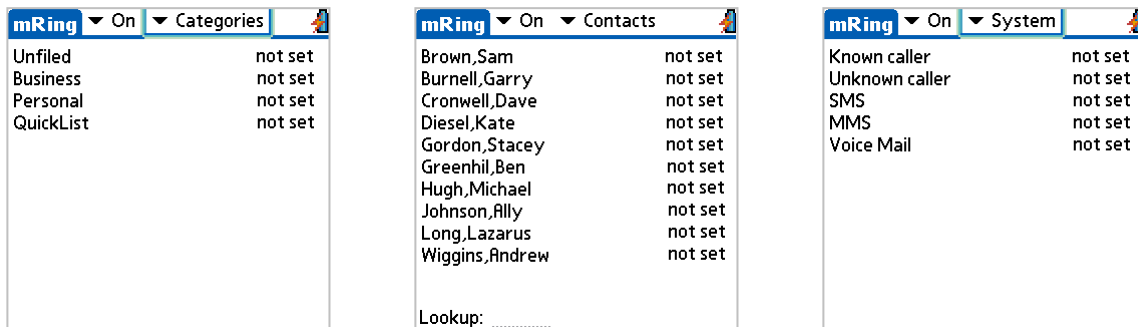 mRing On Categories
Unfiled not set
Business not set
Personal not set
QuickList not set
mRing On Contacts
Brown,Sam not set
Burnell,Garry not set
Cronwell,Dave not set
Diesel,Kate not set
Gordon,Stacey not set
Greenhil,Ben not set
Hugh,Michael not set
Johnson,Ally not set
Long,Lazarus not set
Wiggins,Andrew not set
Lookup:
mRing On System
Known caller not set
Unknown caller not set
SMS not set
MMS not set
Voice Mail not set